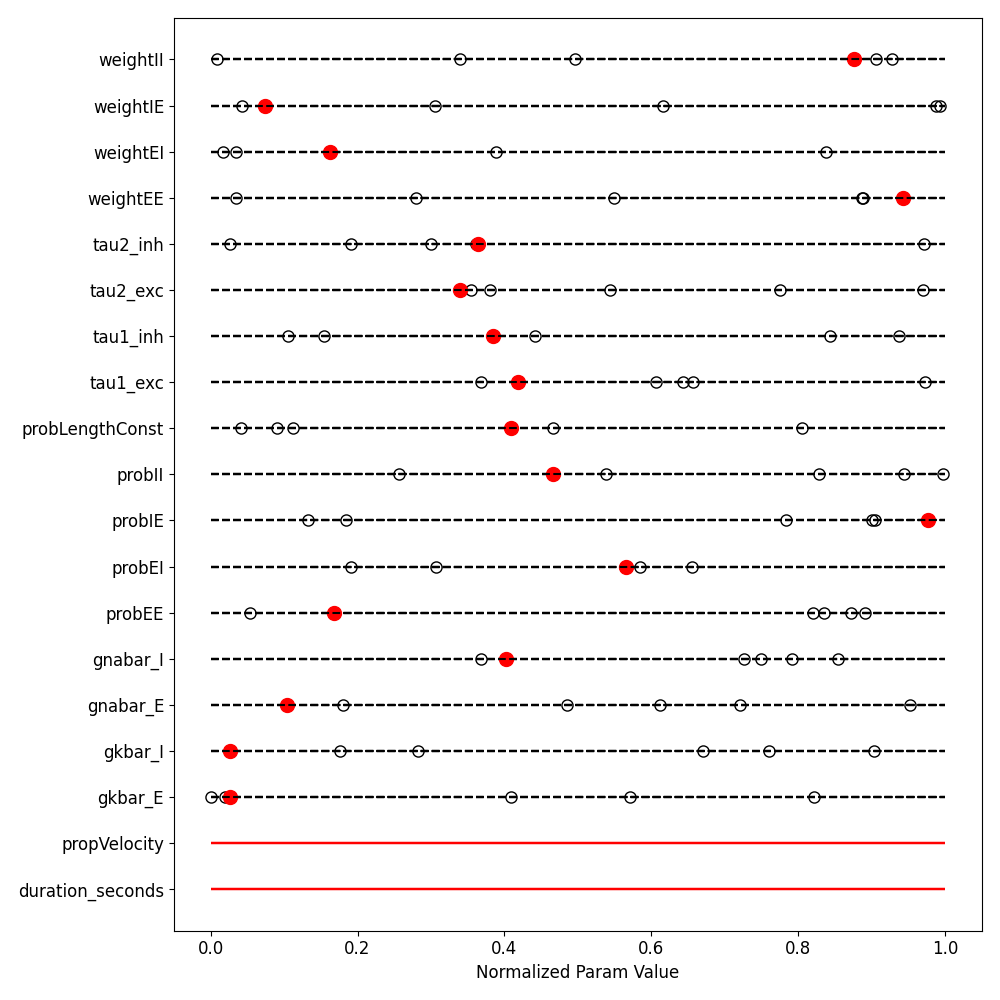 weightII
weightIE
weightEI
weightEE
tau2_inh
tau2_exc
tau1_inh
tau1_exc
probLengthConst
probII
probIE
probEI
probEE
gnabar_I
gnabar_E
gkbar_I
gkbar_E
propVelocity
duration_seconds
0.0 0.2 0.4 0.6 0.8 1.0
Normalized Param Value